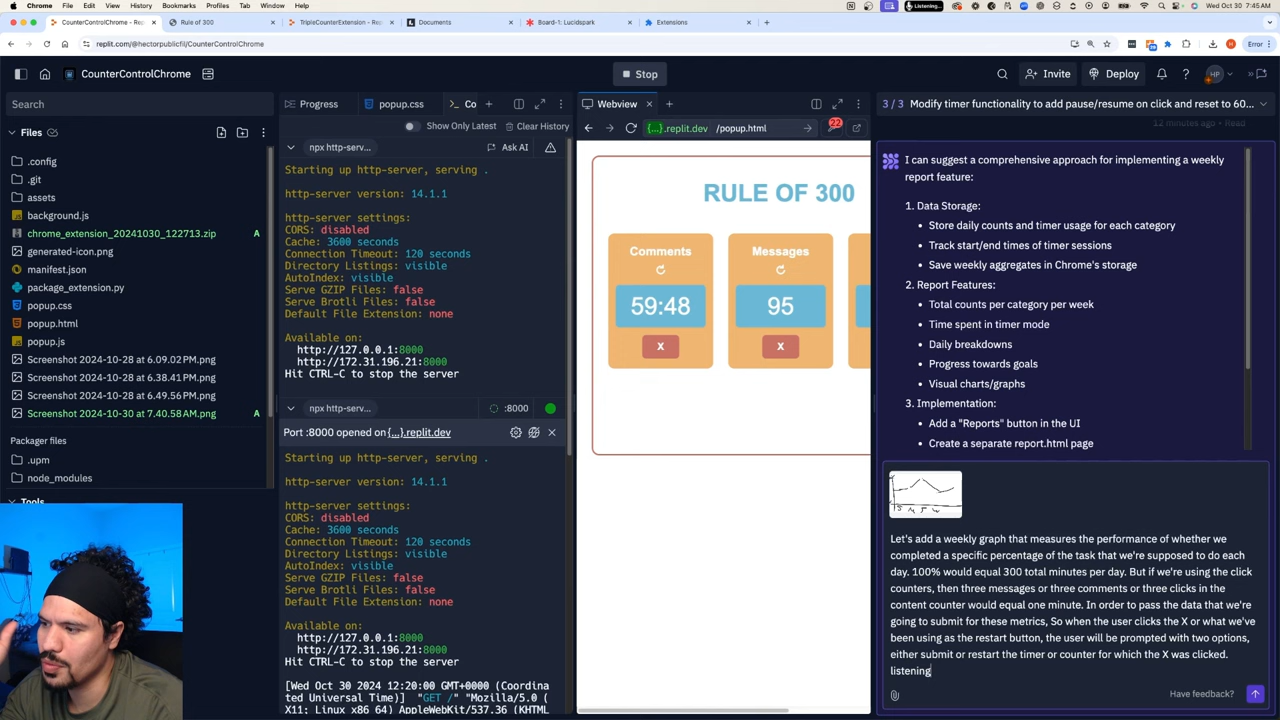 Chrome File Edit View History Bookmarks Profiles Tab Window Help
Listening...
Wed Oct 30 7:45 AM
CounterControlChrome - Rep
Rule of 300
TripleCounterExtension - Rep
Documents
Board-1: Lucidspark
Extensions
replit.com/@hectorpublicfil/CounterControlChrome
Error
CounterControlChrome
Stop
Invite
Deploy
HP
Search
Files
.config
.git
assets
background.js
chrome_extension_20241030_122713.zip A
generated-icon.png
manifest.json
package_extension.py
popup.css
popup.html
popup.js
Screenshot 2024-10-28 at 6.09.02 PM.png
Screenshot 2024-10-28 at 6.38.41 PM.png
Screenshot 2024-10-28 at 6.49.56 PM.png
Screenshot 2024-10-30 at 7.40.58 AM.png A
Packager files
.upm
node_modules
Tools
Progress
popup.css
Co
Show Only Latest
Clear History
npx http-serv...
Ask AI
Starting up http-server, serving .
http-server version: 14.1.1
http-server settings:
CORS: disabled
Cache: 3600 seconds
Connection Timeout: 120 seconds
Directory Listings: visible
AutoIndex: visible
Serve GZIP Files: false
Serve Brotli Files: false
Default File Extension: none
Available on:
http://127.0.0.1:8000
http://172.31.196.21:8000
Hit CTRL-C to stop the server
npx http-serv...
:8000
Port :8000 opened on {...}.replit.dev
Starting up http-server, serving .
http-server version: 14.1.1
http-server settings:
CORS: disabled
Cache: 3600 seconds
Connection Timeout: 120 seconds
Directory Listings: visible
AutoIndex: visible
Serve GZIP Files: false
Serve Brotli Files: false
Default File Extension: none
Available on:
http://127.0.0.1:8000
http://172.31.196.21:8000
Hit CTRL-C to stop the server
[Wed Oct 30 2024 12:20:00 GMT+0000 (Coordina
ted Universal Time)] "GET /" "Mozilla/5.0 (
X11; Linux x86_64) AppleWebKit/537.36 (KHTML
Webview
{...}.replit.dev /popup.html
22
RULE OF 300
Comments
59:48
X
Messages
95
X
3 / 3 Modify timer functionality to add pause/resume on click and reset to 60...
12 minutes ago - Read
I can suggest a comprehensive approach for implementing a weekly
report feature:
1. Data Storage:
• Store daily counts and timer usage for each category
• Track start/end times of timer sessions
• Save weekly aggregates in Chrome's storage
2. Report Features:
• Total counts per category per week
• Time spent in timer mode
• Daily breakdowns
• Progress towards goals
• Visual charts/graphs
3. Implementation:
• Add a "Reports" button in the UI
• Create a separate report.html page
Let's add a weekly graph that measures the performance of whether we
completed a specific percentage of the task that we're supposed to do each
day. 100% would equal 300 total minutes per day. But if we're using the click
counters, then three messages or three comments or three clicks in the
content counter would equal one minute. In order to pass the data that we're
going to submit for these metrics, So when the user clicks the X or what we've
been using as the restart button, the user will be prompted with two options,
either submit or restart the timer or counter for which the X was clicked.
listening
Have feedback?